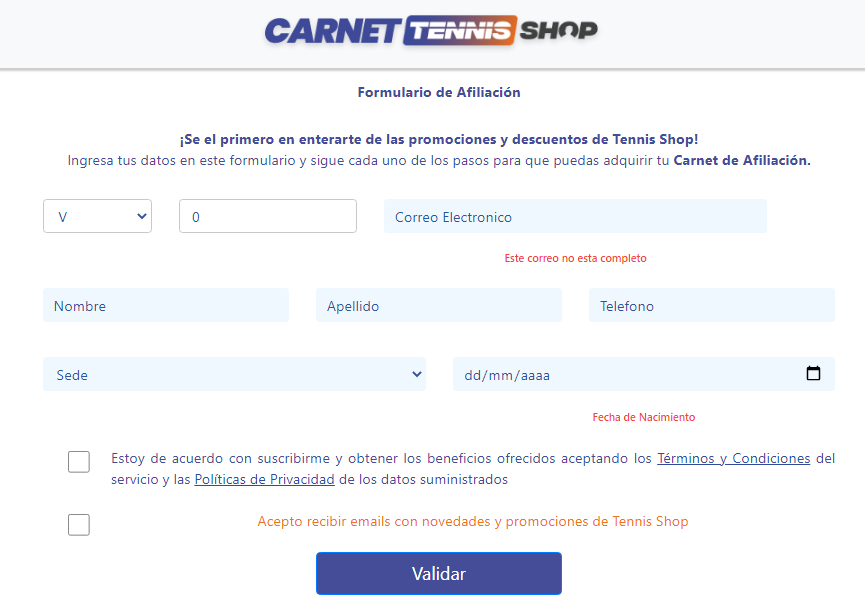 CARNET TENNIS SHOP
Formulario de Afiliación
¡Se el primero en enterarte de las promociones y descuentos de Tennis Shop!
Ingresa tus datos en este formulario y sigue cada uno de los pasos para que puedas adquirir tu Carnet de Afiliación.
V 0 Correo Electronico
Este correo no esta completo
Nombre Apellido Telefono
Sede dd/mm/aaaa
Fecha de Nacimiento
Estoy de acuerdo con suscribirme y obtener los beneficios ofrecidos aceptando los Términos y Condiciones del
servicio y las Políticas de Privacidad de los datos suministrados
Acepto recibir emails con novedades y promociones de Tennis Shop
Validar